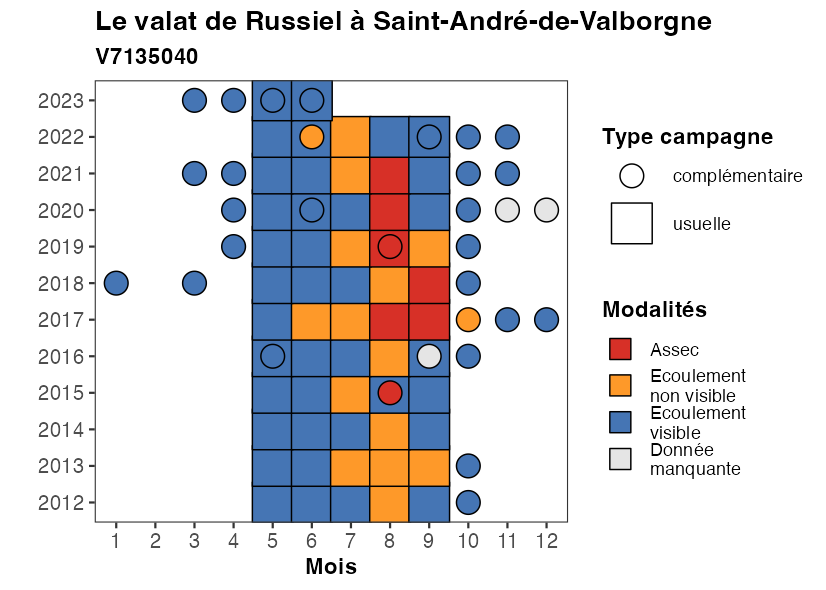 Le valat de Russiel à Saint-André-de-Valborgne
V7135040
2023
2022
2021
2020
2019
2018
2017
2016
2015
2014
2013
2012
1 2 3 4 5 6 7 8 9 10 11 12
Mois
Type campagne
complémentaire
usuelle
Modalités
Assec
Ecoulement
non visible
Ecoulement
visible
Donnée
manquante